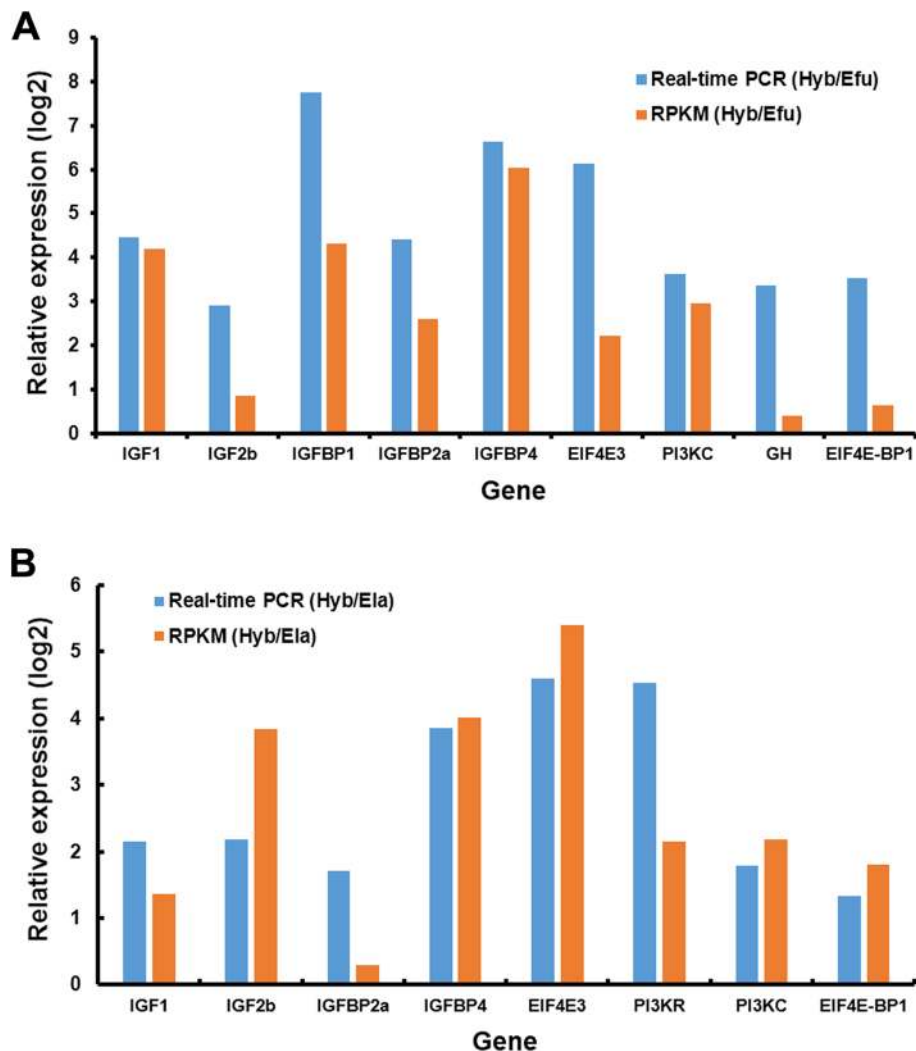 A
Relative expression (log2)
9
8
7
6
5
4
3
2
1
0
Real-time PCR (Hyb/Efu)
RPKM (Hyb/Efu)
IGF1 IGF2b IGFBP1 IGFBP2a IGFBP4 EIF4E3 PI3KC GH EIF4E-BP1
Gene
B
Relative expression (log2)
6
5
4
3
2
1
0
Real-time PCR (Hyb/Ela)
RPKM (Hyb/Ela)
IGF1 IGF2b IGFBP2a IGFBP4 EIF4E3 PI3KR PI3KC EIF4E-BP1
Gene